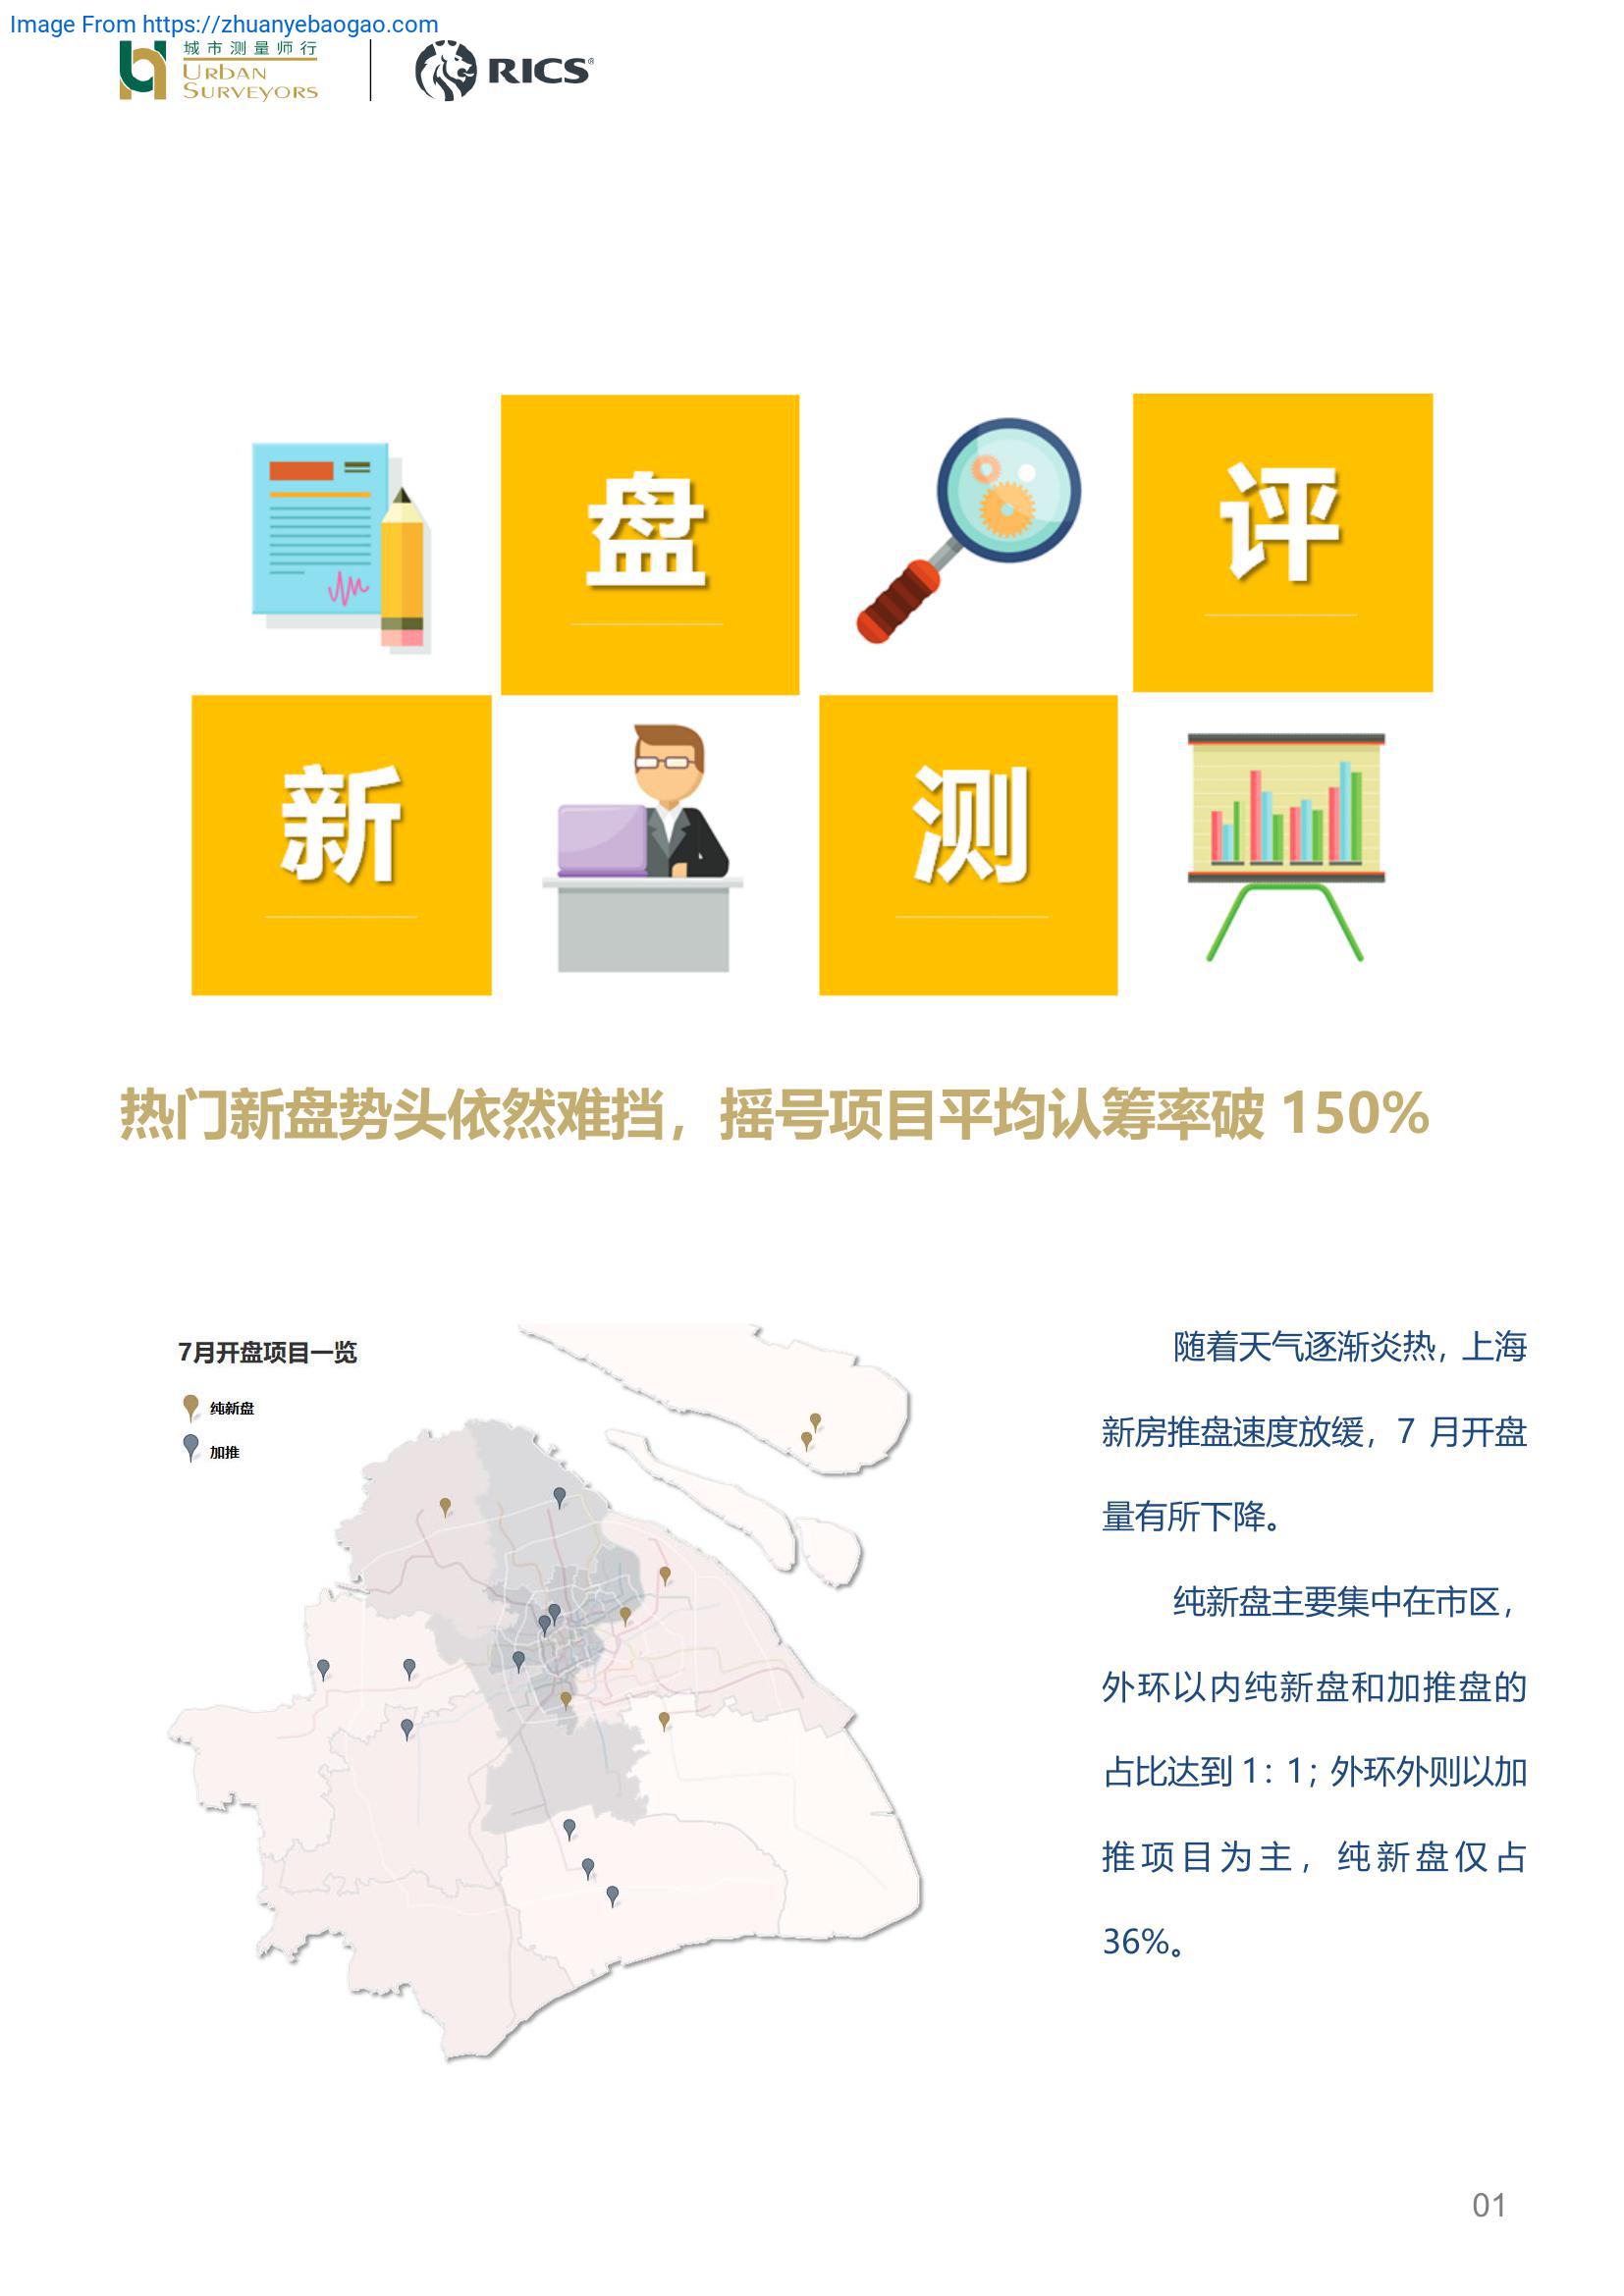 Image From https://zhuanyebaogao.com
城市测量师行
URBAN
SURVEYORS
RICS®
新
盘
测
评
热门新盘势头依然难挡，摇号项目平均认筹率破 150%
7月开盘项目一览
纯新盘
加推
随着天气逐渐炎热，上海
新房推盘速度放缓，7 月开盘
量有所下降。
纯新盘主要集中在市区，
外环以内纯新盘和加推盘的
占比达到 1：1；外环外则以加
推项目为主，纯新盘仅占
36%。
01